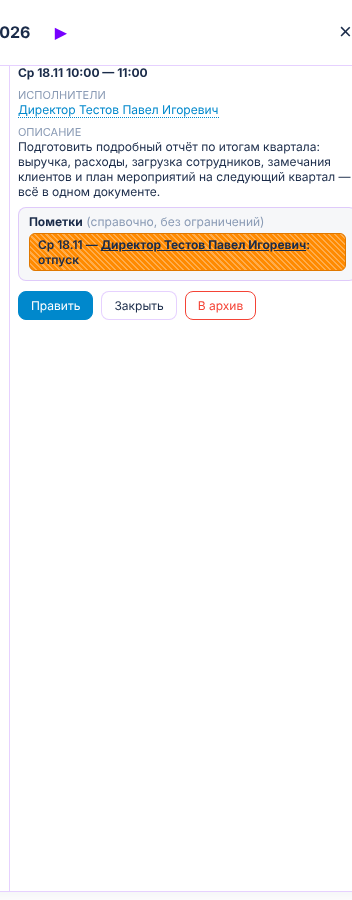 026 ▶ ✕
Ср 18.11 10:00 — 11:00
ИСПОЛНИТЕЛИ
Директор Тестов Павел Игоревич
ОПИСАНИЕ
Подготовить подробный отчёт по итогам квартала:
выручка, расходы, загрузка сотрудников, замечания
клиентов и план мероприятий на следующий квартал —
всё в одном документе.
Пометки (справочно, без ограничений)
Ср 18.11 — Директор Тестов Павел Игоревич:
отпуск
Править Закрыть В архив